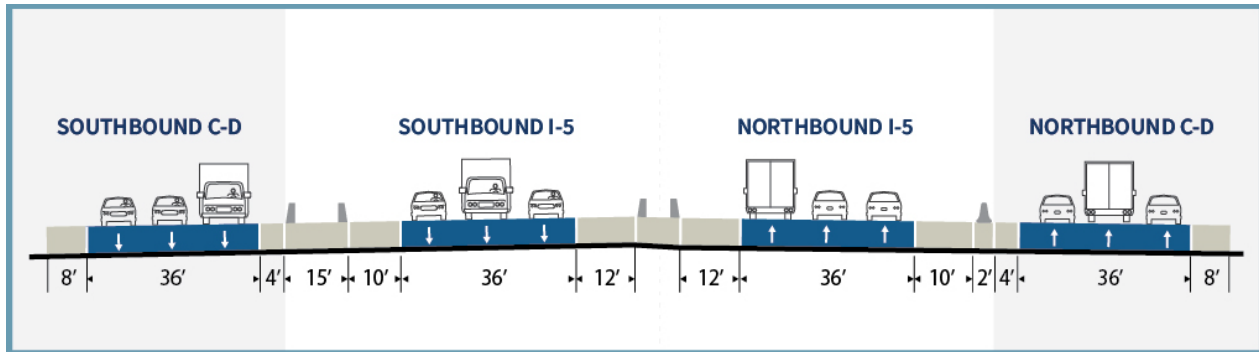 SOUTHBOUND C-D SOUTHBOUND I-5 NORTHBOUND I-5 NORTHBOUND C-D
8′ 36′ 4′ 15′ 10′ 36′ 12′ 12′ 36′ 10′ 2′ 4′ 36′ 8′